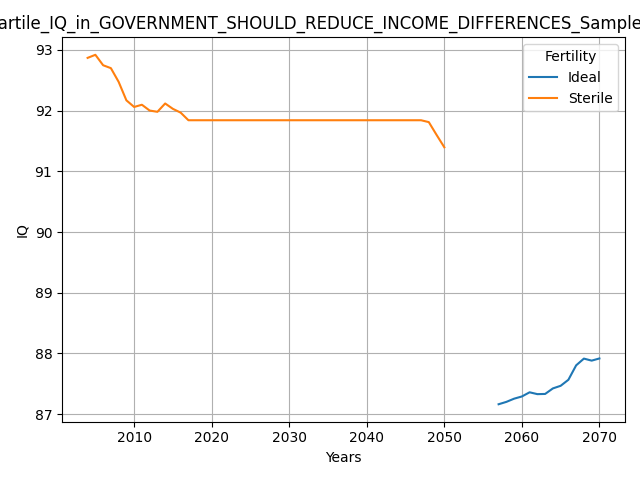 artile_IQ_in_GOVERNMENT_SHOULD_REDUCE_INCOME_DIFFERENCES_Sample
93
92
91
90
89
88
87
IQ
Fertility
Ideal
Sterile
2010 2020 2030 2040 2050 2060 2070
Years